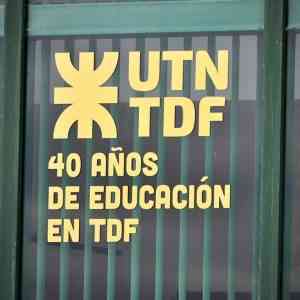 UTN
TDF
40 AÑOS
DE EDUCACIÓN
EN TDF